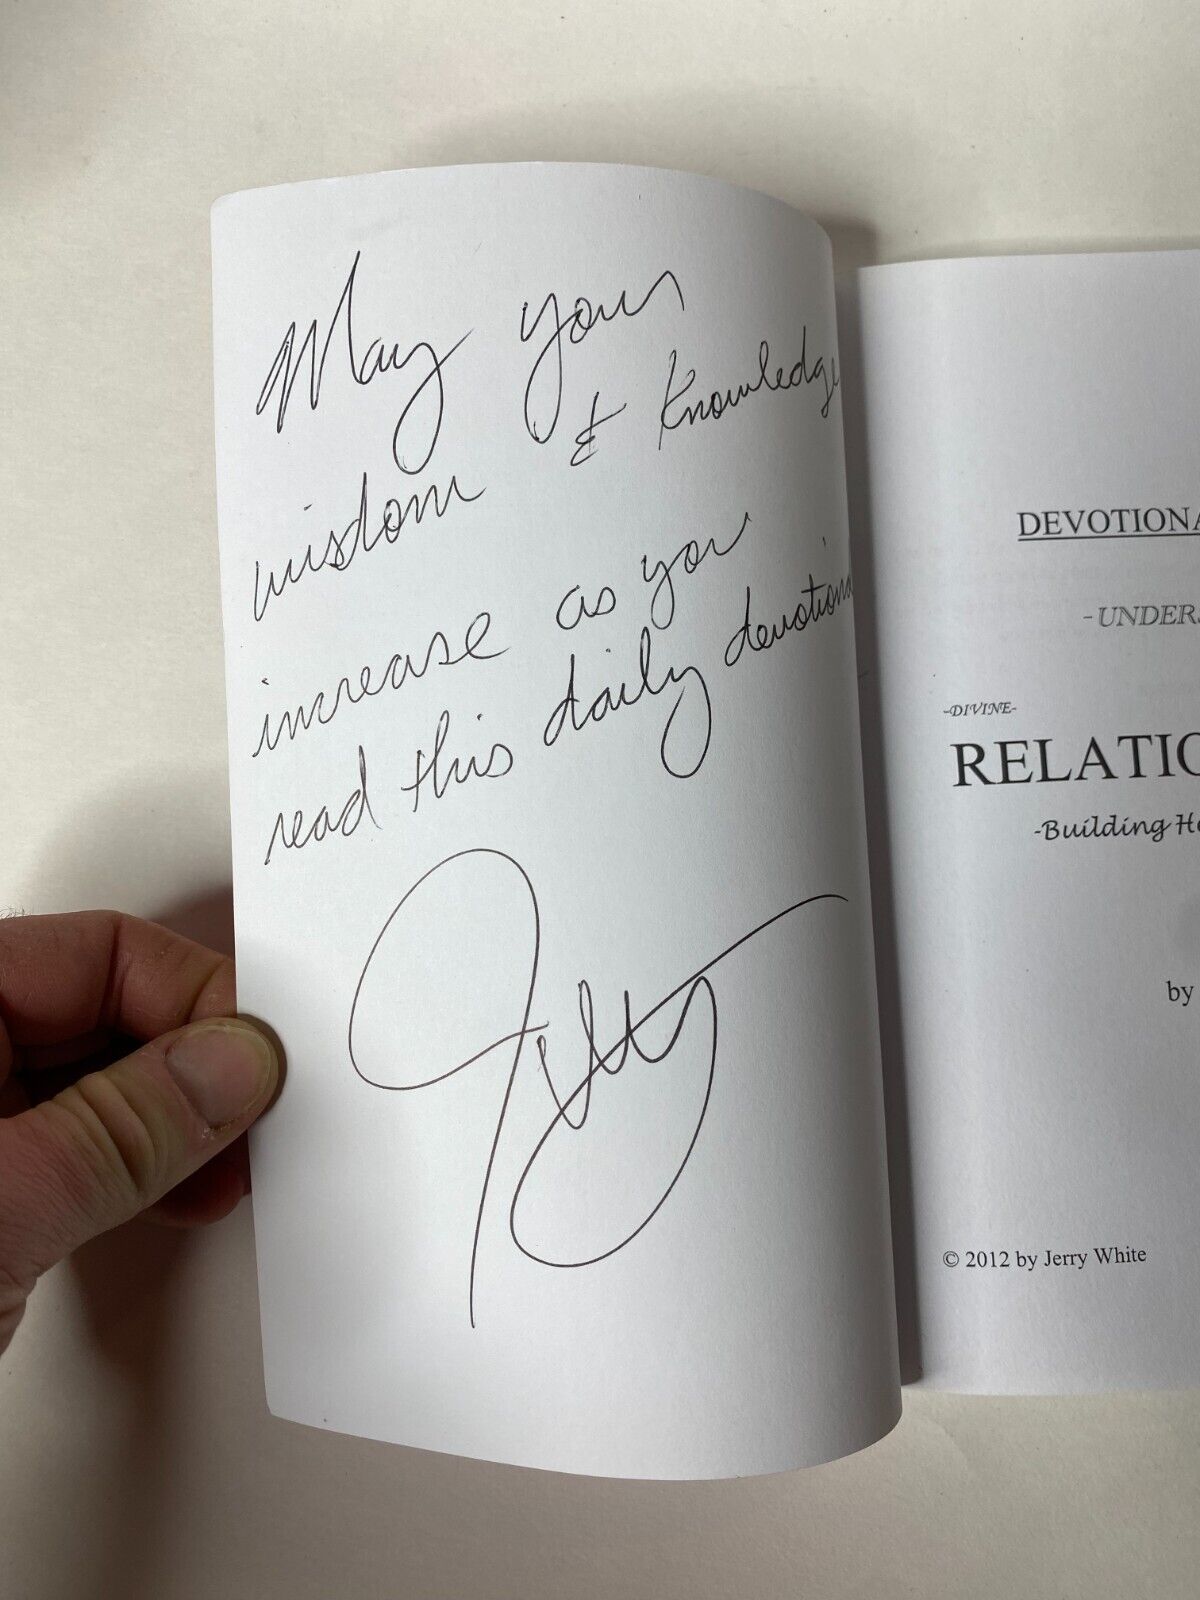 May your
wisdom & Knowledge
increase as you
read this daily devotional
DEVOTIONA
-UNDERS
-DIVINE-
RELATIO
-Building He
by
© 2012 by Jerry White